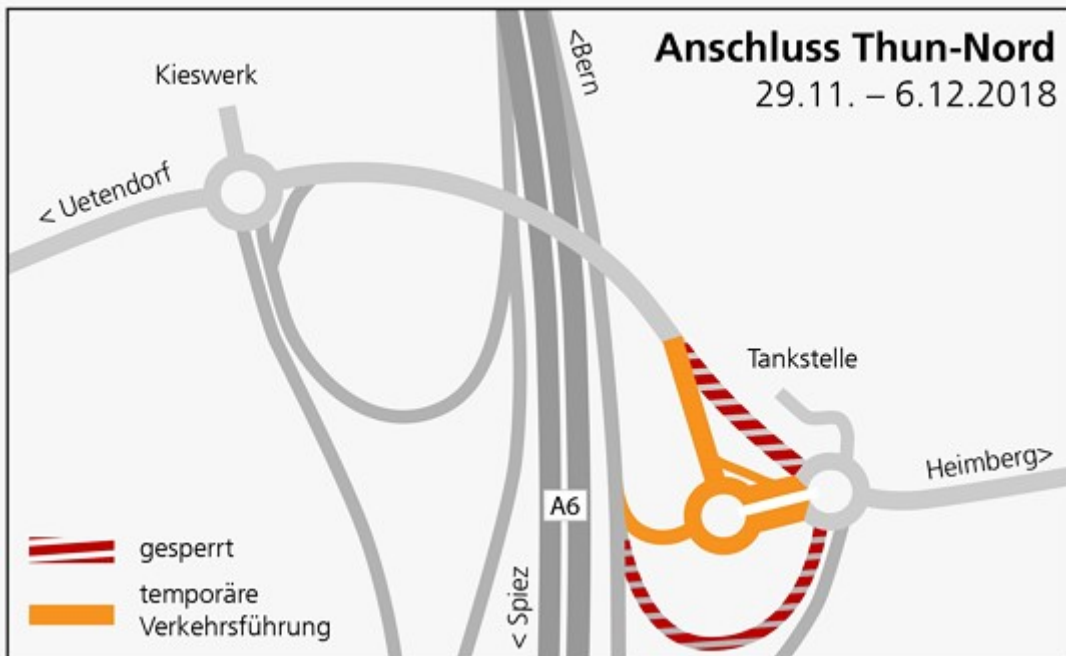 Anschluss Thun-Nord
29.11. – 6.12.2018
<Bern
Kieswerk
< Uetendorf
Tankstelle
Heimberg>
A6
< Spiez
gesperrt
temporäre
Verkehrsführung